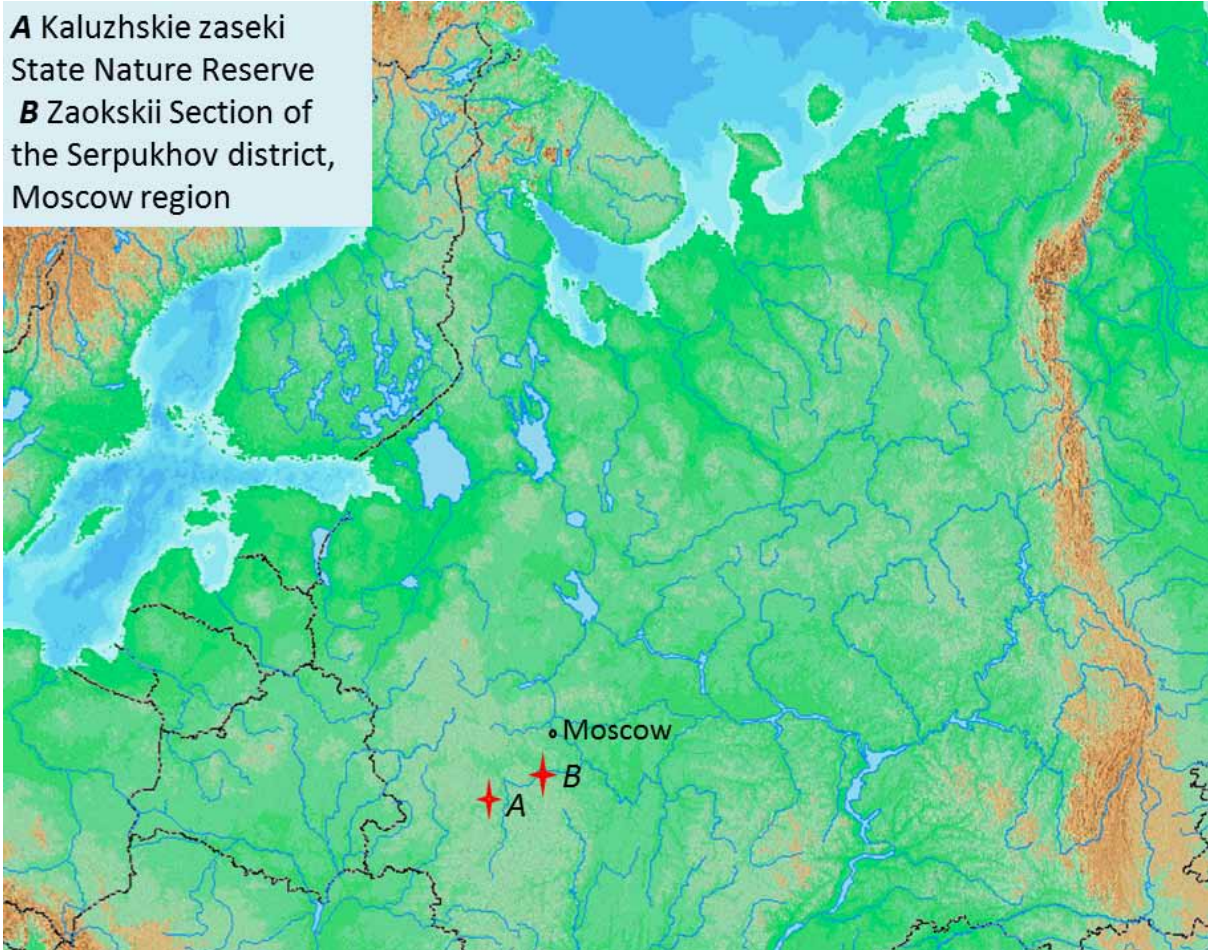 A Kaluzhskie zaseki
State Nature Reserve
B Zaokskii Section of
the Serpukhov district,
Moscow region
Moscow
B
A